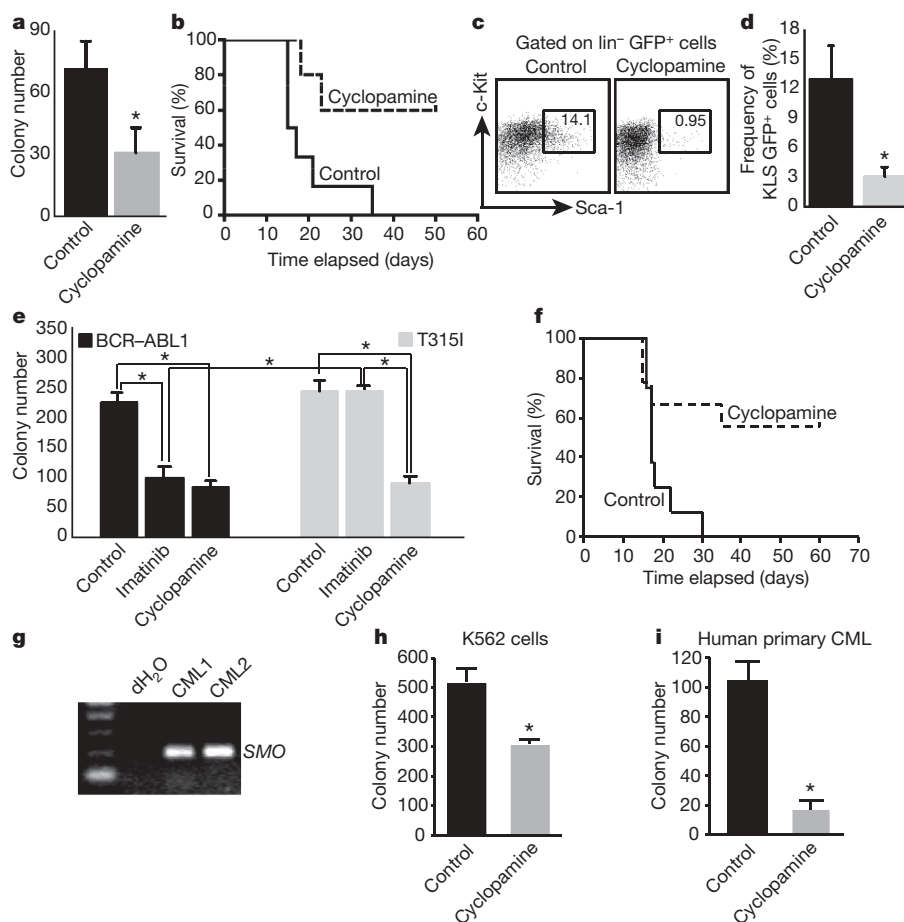 a
Colony number
90
60
30
0
*
Control
Cyclopamine
b
Survival (%)
100
80
60
40
20
0
Cyclopamine
Control
0 10 20 30 40 50 60
Time elapsed (days)
c
Gated on lin– GFP+ cells
Control Cyclopamine
c-Kit
14.1
0.95
Sca-1
d
Frequency of
KLS GFP+ cells (%)
18
15
12
9
6
3
0
*
Control
Cyclopamine
e
BCR–ABL1
T315I
Colony number
350
300
250
200
150
100
50
0
* * * * *
Control
Imatinib
Cyclopamine
Control
Imatinib
Cyclopamine
f
Survival (%)
100
80
60
40
20
0
Cyclopamine
Control
0 10 20 30 40 50 60 70
Time elapsed (days)
g
dH2O
CML1
CML2
SMO
h
K562 cells
Colony number
600
500
400
300
200
100
0
*
Control
Cyclopamine
i
Human primary CML
Colony number
120
100
80
60
40
20
0
*
Control
Cyclopamine